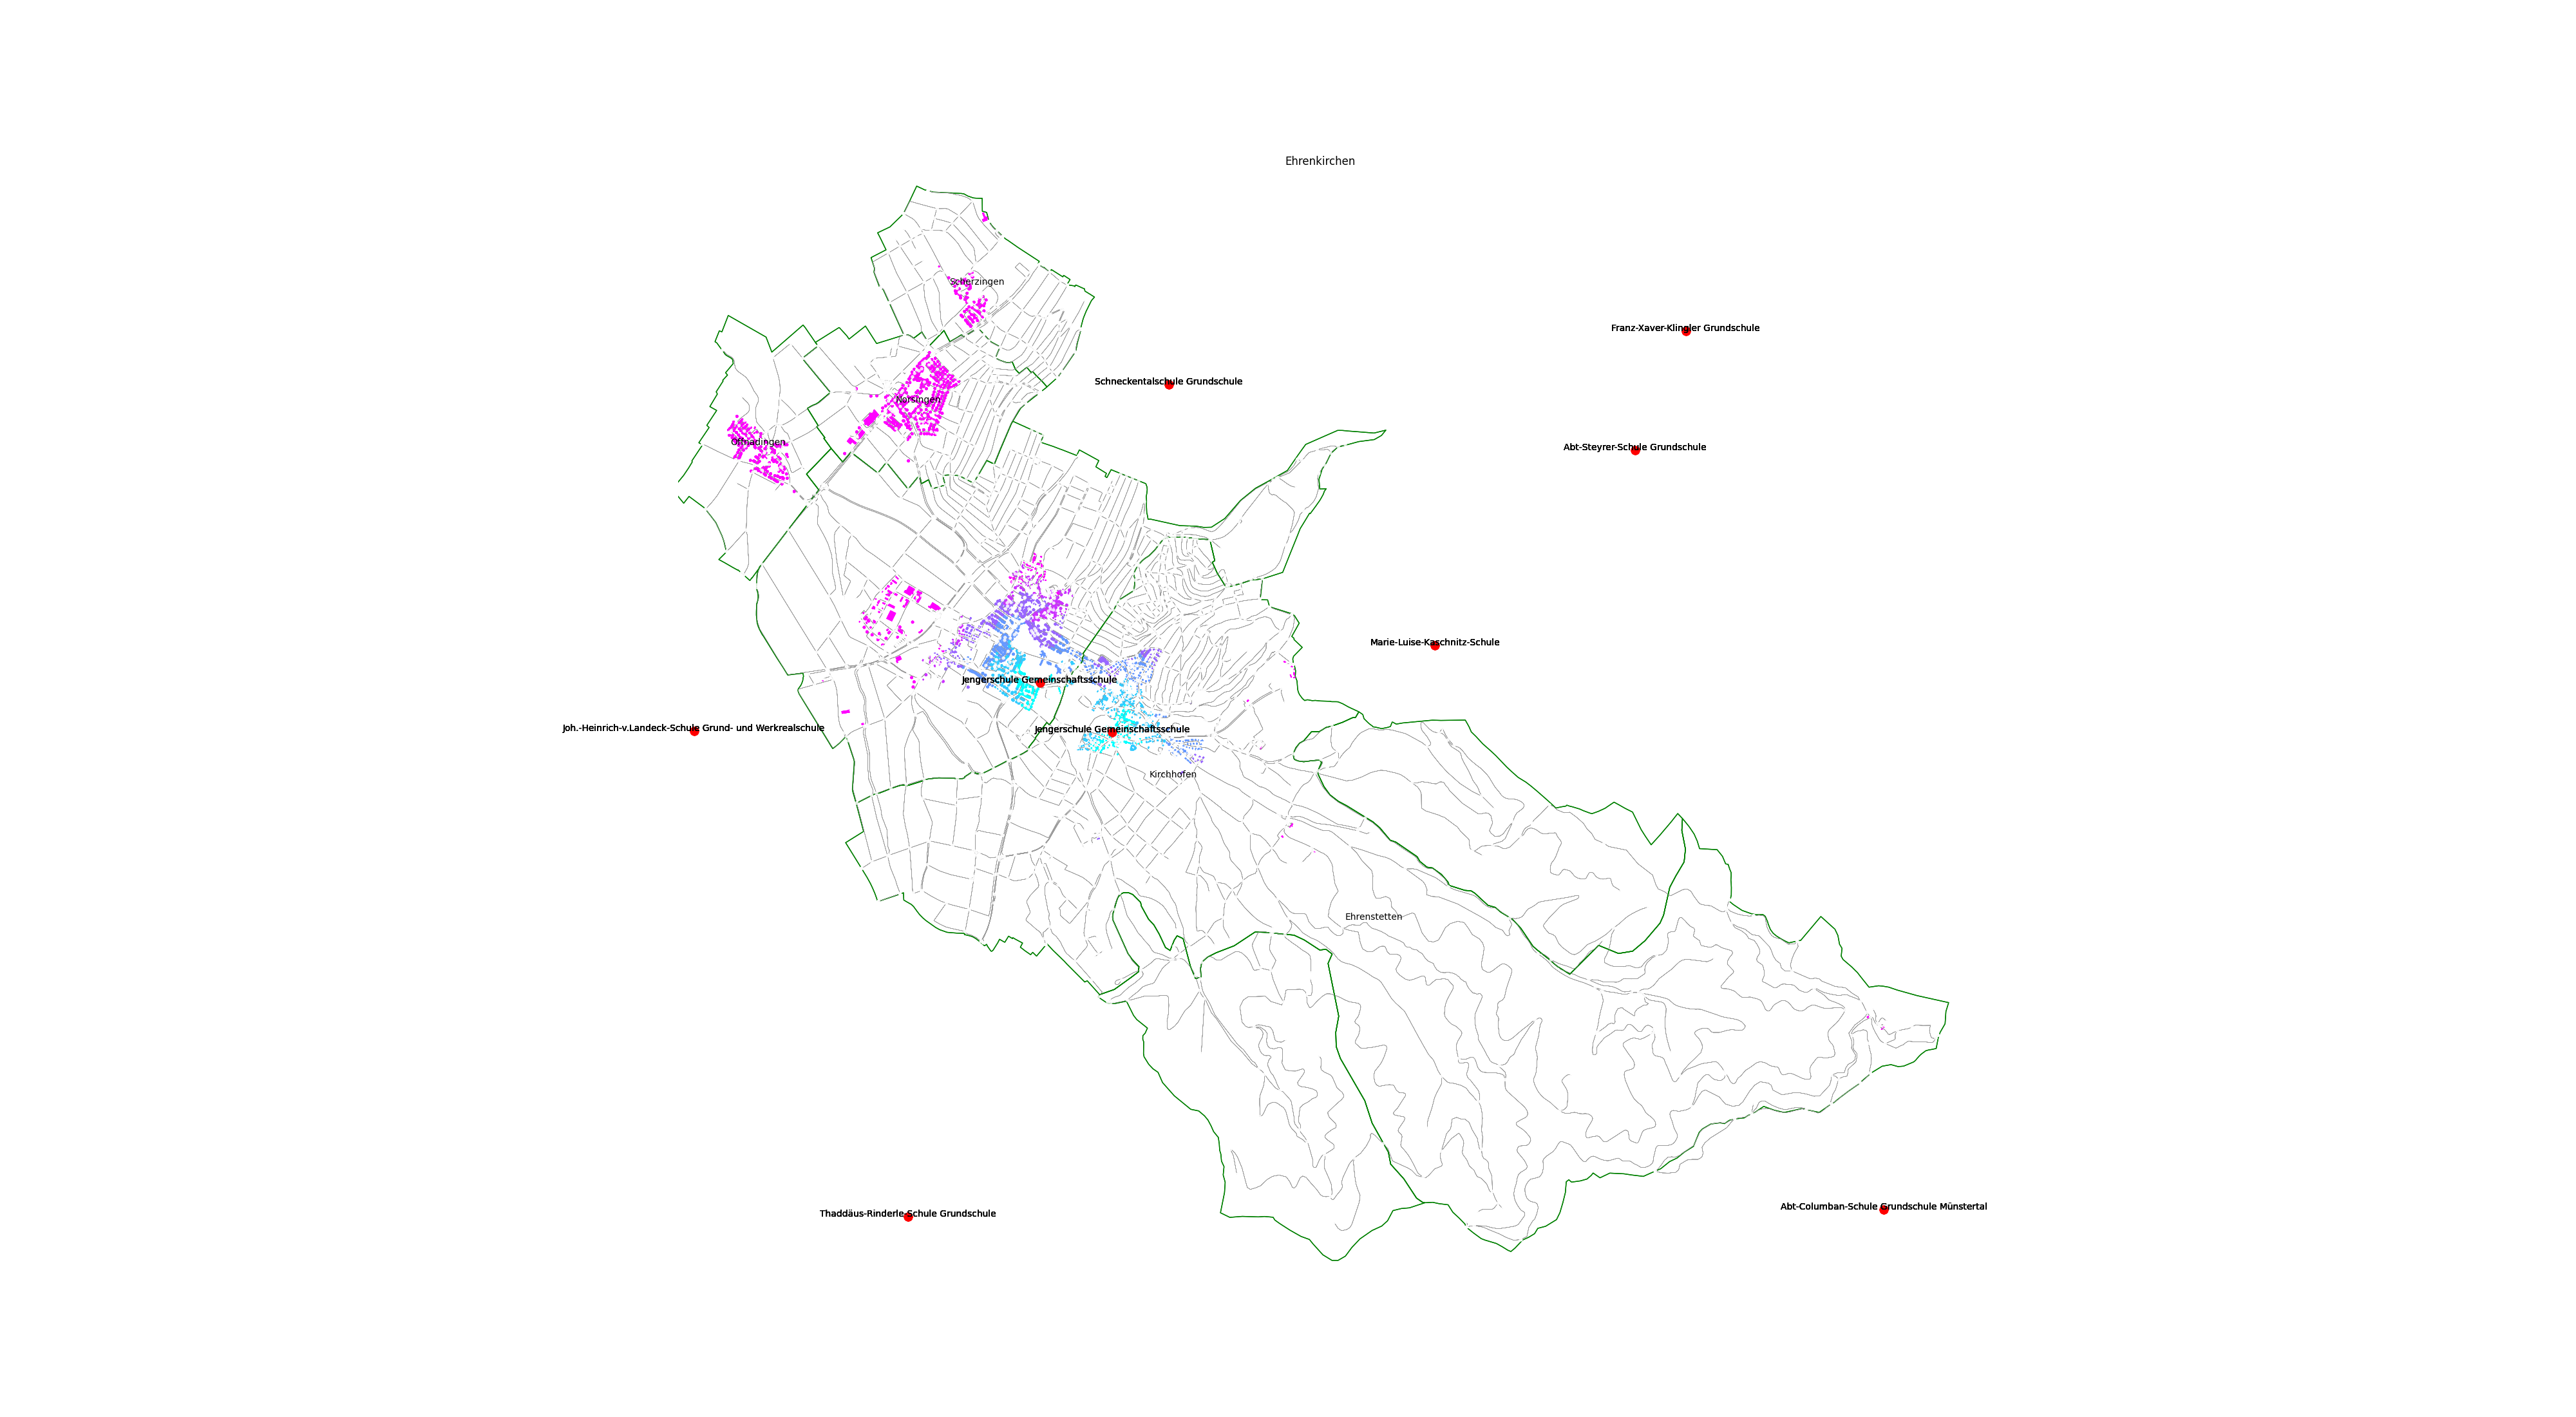 Ehrenkirchen
Scherzingen
Franz-Xaver-Klingler Grundschule
Schneckentalschule Grundschule
Norsingen
Offnadingen
Abt-Steyrer-Schule Grundschule
Marie-Luise-Kaschnitz-Schule
Jengerschule Gemeinschaftsschule
Joh.-Heinrich-v.Landeck-Schule Grund- und Werkrealschule
Jengerschule Gemeinschaftsschule
Kirchhofen
Ehrenstetten
Abt-Columban-Schule Grundschule Münstertal
Thaddäus-Rinderle-Schule Grundschule